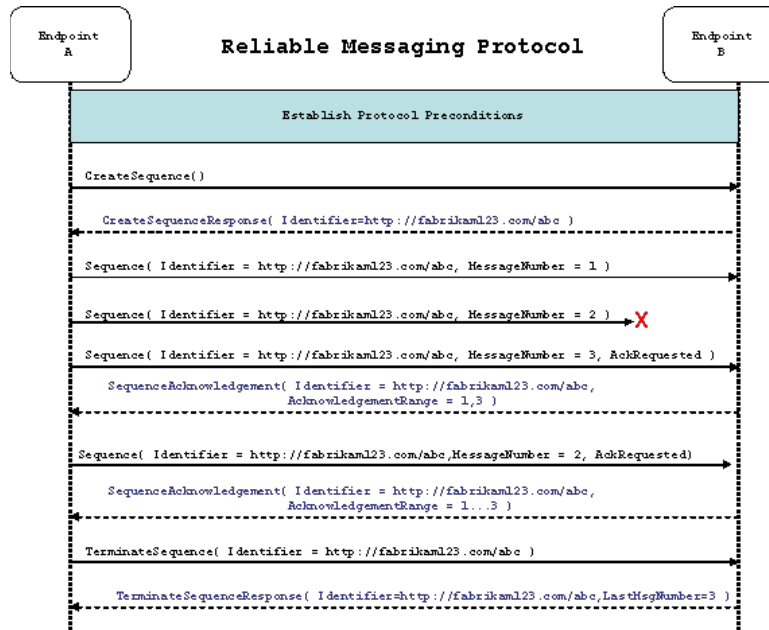 Endpoint
A
Reliable Messaging Protocol
Endpoint
B
Establish Protocol Preconditions
CreateSequence()
CreateSequenceResponse( Identifier=http://fabrikam123.com/abc )
Sequence( Identifier = http://fabrikam123.com/abc, MessageNumber = 1 )
Sequence( Identifier = http://fabrikam123.com/abc, MessageNumber = 2 )
X
Sequence( Identifier = http://fabrikam123.com/abc, MessageNumber = 3, AckRequested )
SequenceAcknowledgement( Identifier = http://fabrikam123.com/abc,
AcknowledgementRange = 1,3 )
Sequence( Identifier = http://fabrikam123.com/abc,MessageNumber = 2, AckRequested)
SequenceAcknowledgement( Identifier = http://fabrikam123.com/abc,
AcknowledgementRange = 1...3 )
TerminateSequence( Identifier = http://fabrikam123.com/abc )
TerminateSequenceResponse( Identifier=http://fabrikam123.com/abc,LastMsgNumber=3 )